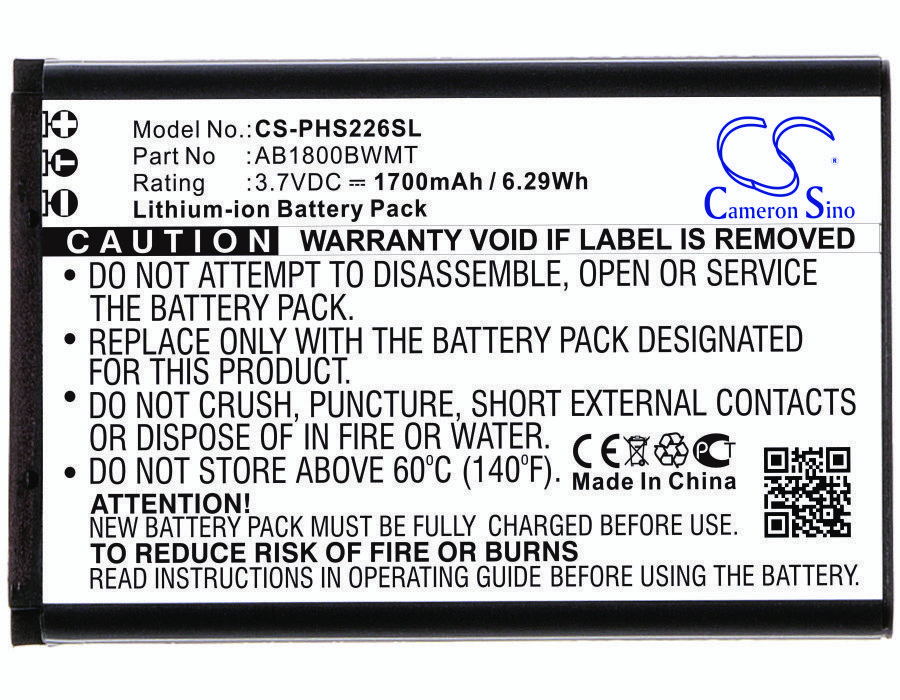 Model No.: CS-PHS226SL
Part No : AB1800BWMT
Rating : 3.7VDC ⎓ 1700mAh / 6.29Wh
Lithium-ion Battery Pack
CS
Cameron Sino
CAUTION WARRANTY VOID IF LABEL IS REMOVED
• DO NOT ATTEMPT TO DISASSEMBLE, OPEN OR SERVICE
THE BATTERY PACK.
• REPLACE ONLY WITH THE BATTERY PACK DESIGNATED
FOR THIS PRODUCT.
• DO NOT CRUSH, PUNCTURE, SHORT EXTERNAL CONTACTS
OR DISPOSE OF IN FIRE OR WATER.
• DO NOT STORE ABOVE 60°C (140°F).
CE PCT
Made In China
ATTENTION!
NEW BATTERY PACK MUST BE FULLY CHARGED BEFORE USE.
TO REDUCE RISK OF FIRE OR BURNS
READ INSTRUCTIONS IN OPERATING GUIDE BEFORE USING THE BATTERY.